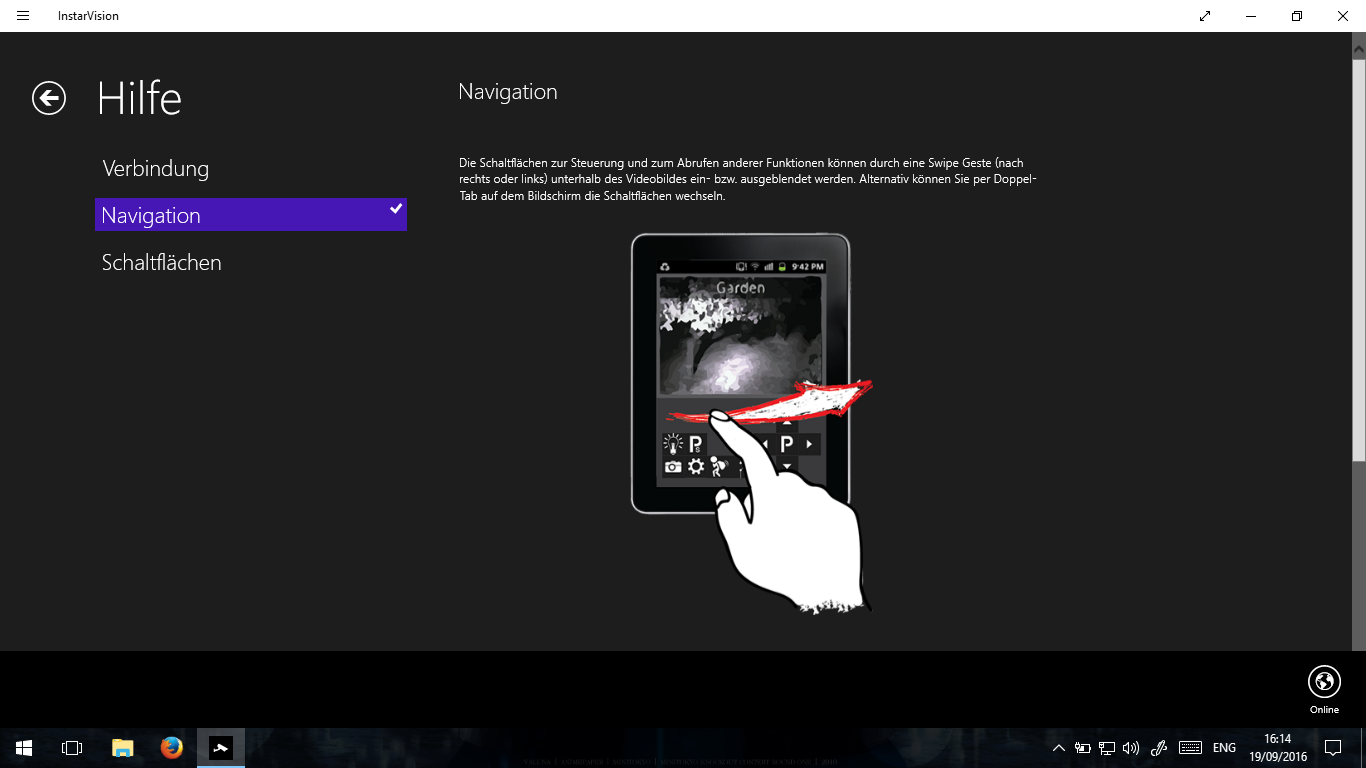 InstarVision
Hilfe
Verbindung
Navigation
Schaltflächen
Navigation
Die Schaltflächen zur Steuerung und zum Abrufen anderer Funktionen können durch eine Swipe Geste (nach
rechts oder links) unterhalb des Videobildes ein- bzw. ausgeblendet werden. Alternativ können Sie per Doppel-
Tab auf dem Bildschirm die Schaltflächen wechseln.
9:42 PM
Garden
P
S
P
Online
ENG
16:14
19/09/2016